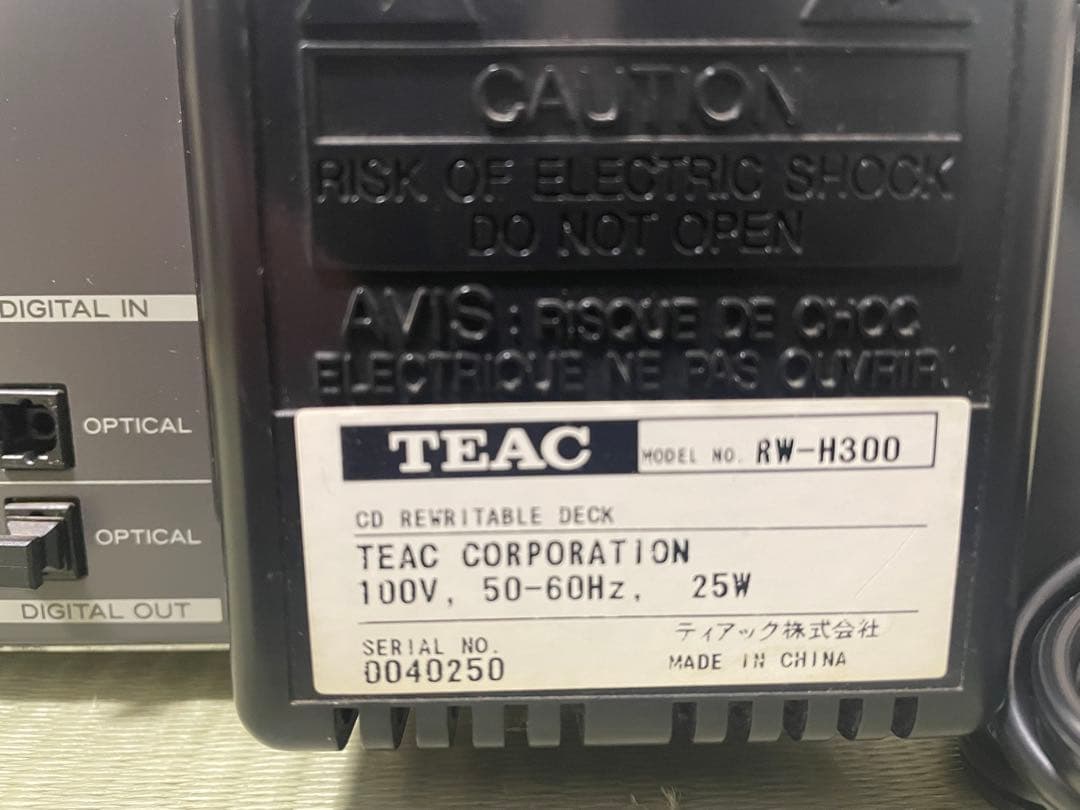 CAUTION
RISK OF ELECTRIC SHOCK
DO NOT OPEN
AVIS: RISQUE DE CHOC
ELECTRIQUE NE PAS OUVRIR.
DIGITAL IN
OPTICAL
OPTICAL
DIGITAL OUT
TEAC MODEL NO. RW-H300
CD REWRITABLE DECK
TEAC CORPORATION
100V, 50-60Hz, 25W
ティアック株式会社
SERIAL NO.
MADE IN CHINA
0040250